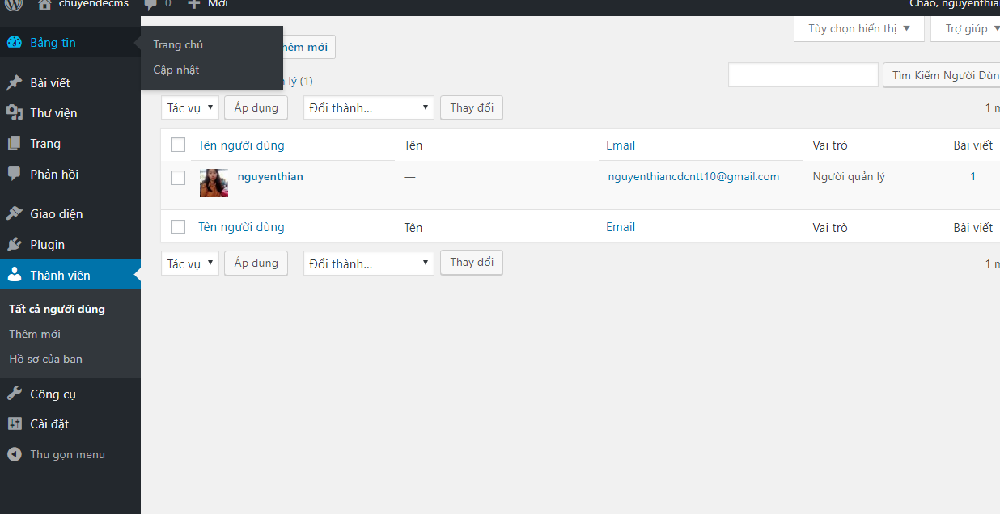 chuyendecms 0 Mới Chào, nguyenthia
Bảng tin
Trang chủ
Cập nhật
hêm mới
Tùy chọn hiển thị
Trợ giúp
lý (1)
Tìm Kiếm Người Dùn
Bài viết
Thư viện
Trang
Phản hồi
Giao diện
Plugin
Thành viên
Tất cả người dùng
Thêm mới
Hồ sơ của bạn
Công cụ
Cài đặt
Thu gọn menu
Tác vụ Áp dụng Đổi thành... Thay đổi 1 m
Tên người dùng Tên Email Vai trò Bài viết
nguyenthian — nguyenthiancdcntt10@gmail.com Người quản lý 1
Tên người dùng Tên Email Vai trò Bài viết
Tác vụ Áp dụng Đổi thành... Thay đổi 1 m